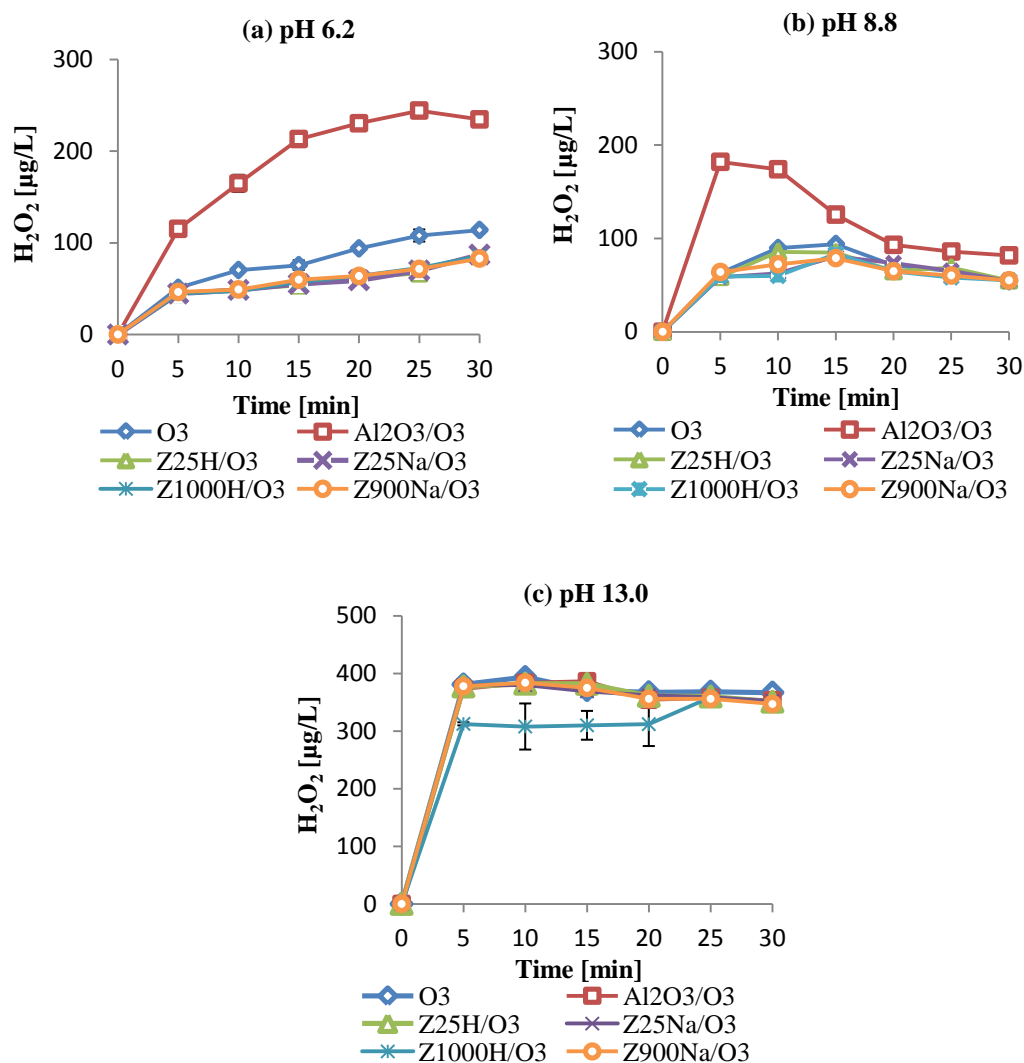 (a) pH 6.2
300
200
100
0
H₂O₂ [µg/L]
0 5 10 15 20 25 30
Time [min]
O3 Al2O3/O3
Z25H/O3 Z25Na/O3
Z1000H/O3 Z900Na/O3
(b) pH 8.8
300
200
100
0
H₂O₂ [µg/L]
0 5 10 15 20 25 30
Time [min]
O3 Al2O3/O3
Z25H/O3 Z25Na/O3
Z1000H/O3 Z900Na/O3
(c) pH 13.0
500
400
300
200
100
0
H₂O₂ [µg/L]
0 5 10 15 20 25 30
Time [min]
O3 Al2O3/O3
Z25H/O3 Z25Na/O3
Z1000H/O3 Z900Na/O3